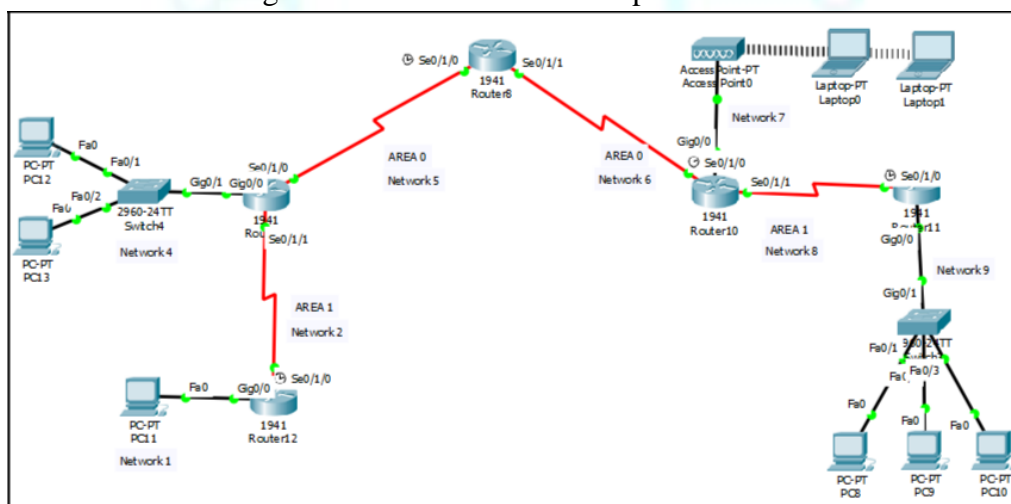 Se0/1/0
1941
Router8
Se0/1/1
AccessPoint-PT
Access Point0
Laptop-PT
Laptop0
Laptop-PT
Laptop1
Network 7
AREA 0
Network 5
AREA 0
Network 6
Gig0/0
Se0/1/0
Se0/1/1
1941
Router10
AREA 1
Network 8
Se0/1/0
1941
Gig0/0
Network 9
Gig0/1
PC-PT
PC12
Fa0
Fa0/1
Fa0/2
PC-PT
PC13
2960-24TT
Switch4
Network 4
Gig0/1
Gig0/0
Se0/1/0
Se0/1/1
AREA 1
Network 2
PC-PT
PC11
Network 1
Fa0
Gig0/0
Se0/1/0
1941
Router12
Fa0/1
Fa0/3
Fa0
Fa0
Fa0
PC-PT
PC8
PC-PT
PC9
PC-PT
PC10